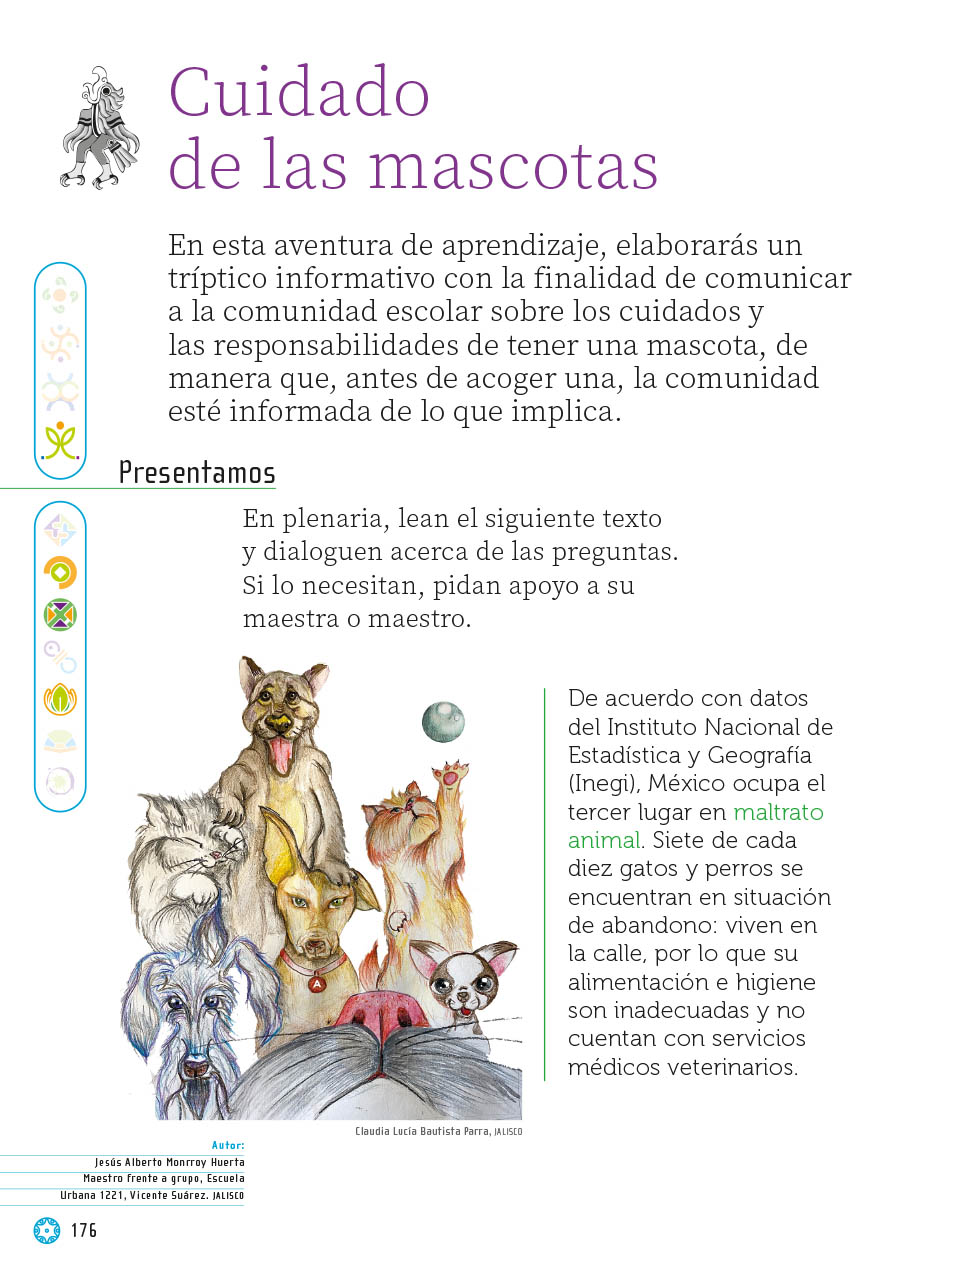 Cuidado
de las mascotas
En esta aventura de aprendizaje, elaborarás un
tríptico informativo con la finalidad de comunicar
a la comunidad escolar sobre los cuidados y
las responsabilidades de tener una mascota, de
manera que, antes de acoger una, la comunidad
esté informada de lo que implica.
Presentamos
En plenaria, lean el siguiente texto
y dialoguen acerca de las preguntas.
Si lo necesitan, pidan apoyo a su
maestra o maestro.
De acuerdo con datos
del Instituto Nacional de
Estadística y Geografía
(Inegi), México ocupa el
tercer lugar en maltrato
animal. Siete de cada
diez gatos y perros se
encuentran en situación
de abandono: viven en
la calle, por lo que su
alimentación e higiene
son inadecuadas y no
cuentan con servicios
médicos veterinarios.
A
Claudia Lucía Bautista Parra, JALISCO
Autor:
Jesús Alberto Monrroy Huerta
Maestro frente a grupo, Escuela
Urbana 1221, Vicente Suárez. JALISCO
176